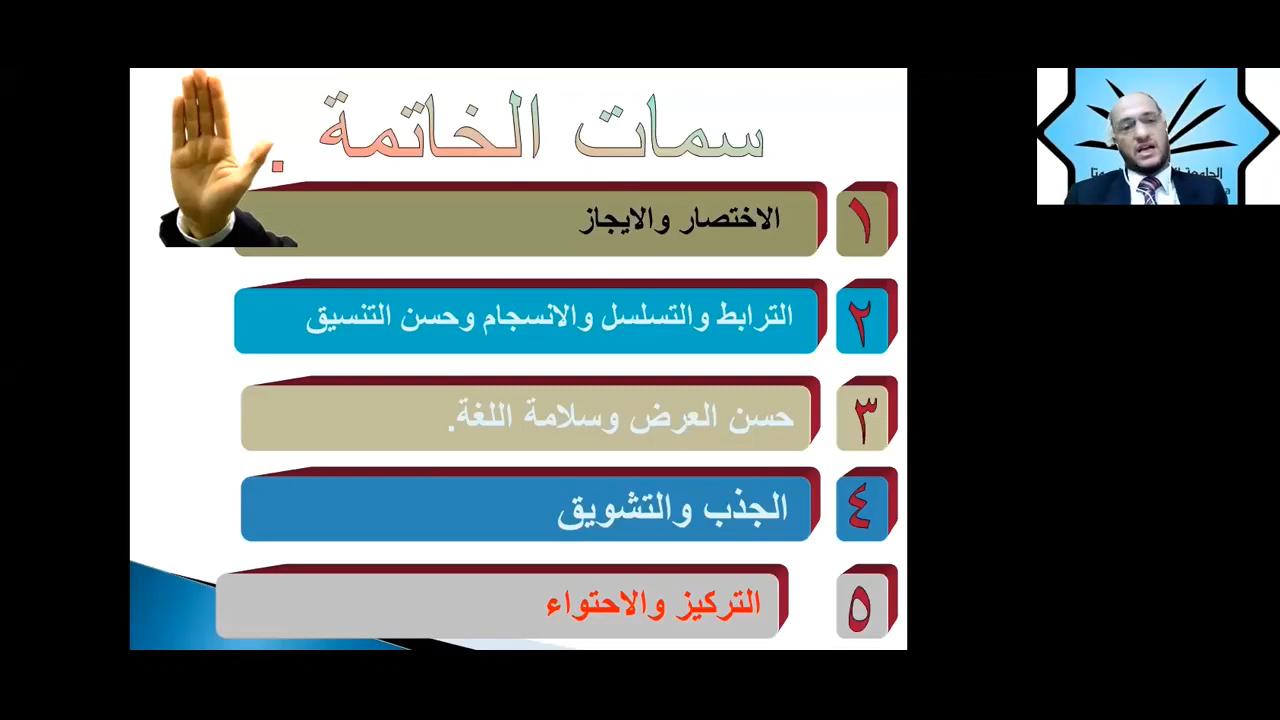 سمات الخاتمة .
١
الاختصار والايجاز
٢
الترابط والتسلسل والانسجام وحسن التنسيق
٣
حسن العرض وسلامة اللغة.
٤
الجذب والتشويق
٥
التركيز والاحتواء